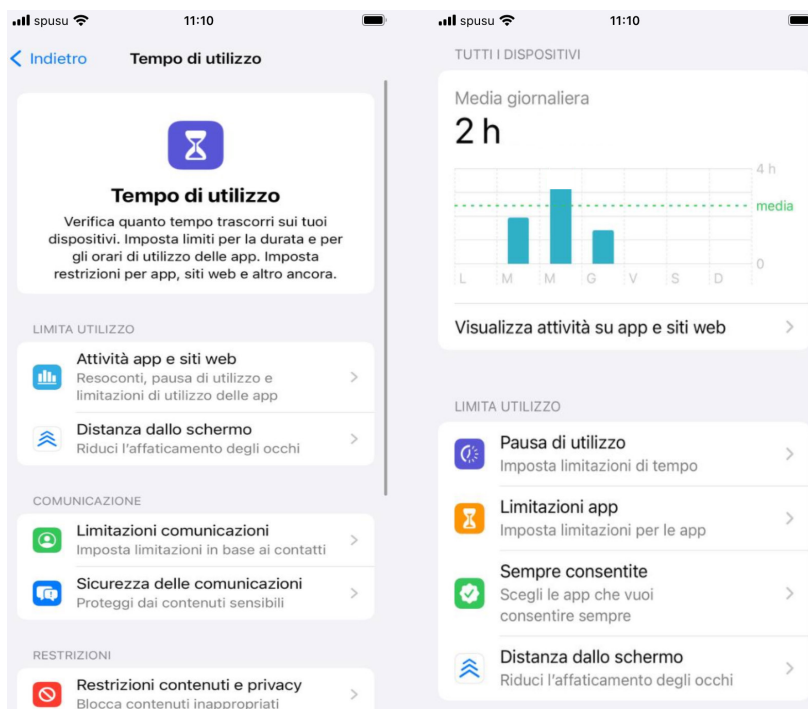 spusu
11:10
Indietro
Tempo di utilizzo
Tempo di utilizzo
Verifica quanto tempo trascorri sui tuoi
dispositivi. Imposta limiti per la durata e per
gli orari di utilizzo delle app. Imposta
restrizioni per app, siti web e altro ancora.
LIMITA UTILIZZO
Attività app e siti web
Resoconti, pausa di utilizzo e
limitazioni di utilizzo delle app
Distanza dallo schermo
Riduci l'affaticamento degli occhi
COMUNICAZIONE
Limitazioni comunicazioni
Imposta limitazioni in base ai contatti
Sicurezza delle comunicazioni
Proteggi dai contenuti sensibili
RESTRIZIONI
Restrizioni contenuti e privacy
Blocca contenuti inappropriati
spusu
11:10
TUTTI I DISPOSITIVI
Media giornaliera
2 h
4 h
media
0
L M M G V S D
Visualizza attività su app e siti web
LIMITA UTILIZZO
Pausa di utilizzo
Imposta limitazioni di tempo
Limitazioni app
Imposta limitazioni per le app
Sempre consentite
Scegli le app che vuoi
consentire sempre
Distanza dallo schermo
Riduci l'affaticamento degli occhi